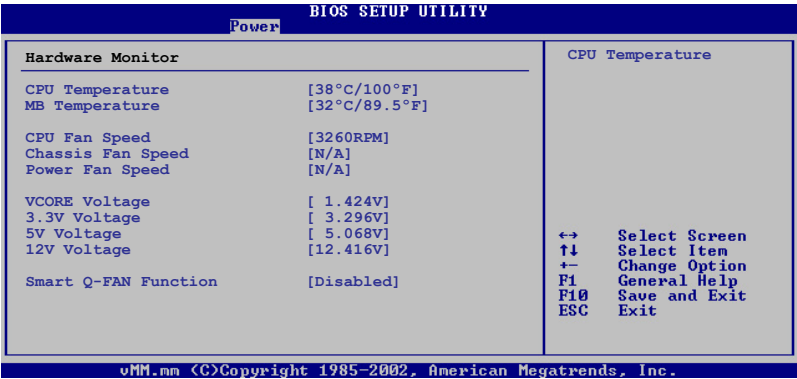 BIOS SETUP UTILITY
Power
Hardware Monitor
CPU Temperature [38°C/100°F]
MB Temperature [32°C/89.5°F]
CPU Fan Speed [3260RPM]
Chassis Fan Speed [N/A]
Power Fan Speed [N/A]
VCORE Voltage [ 1.424V]
3.3V Voltage [ 3.296V]
5V Voltage [ 5.068V]
12V Voltage [12.416V]
Smart Q-FAN Function [Disabled]
CPU Temperature
←→ Select Screen
↑↓ Select Item
+- Change Option
F1 General Help
F10 Save and Exit
ESC Exit
vMM.mm (C)Copyright 1985-2002, American Megatrends, Inc.